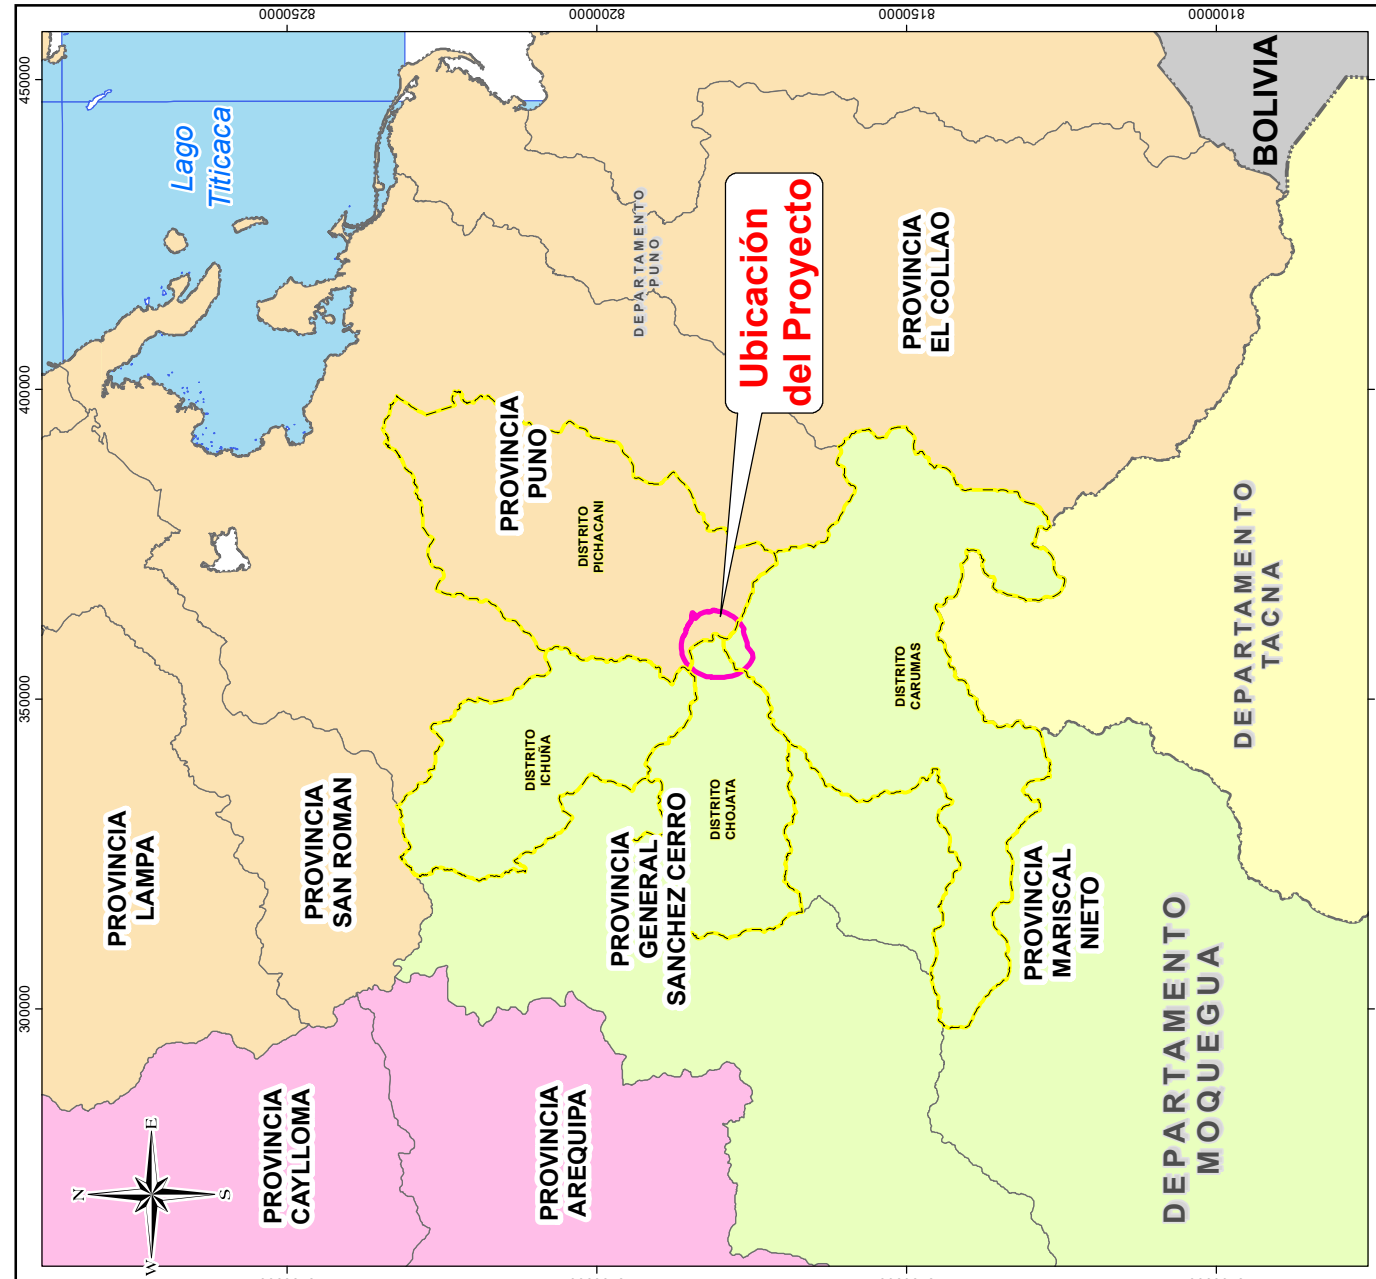 300000
350000
400000
450000
N
W
E
S
PROVINCIA
LAMPA
Lago
Titicaca
8250000
PROVINCIA
CAYLLOMA
PROVINCIA
SAN ROMAN
PROVINCIA
PUNO
DISTRITO
ICHUÑA
PROVINCIA
AREQUIPA
DISTRITO
PICHACANI
8200000
PROVINCIA
GENERAL
SANCHEZ CERRO
DEPARTAMENTO
PUNO
DISTRITO
CHOJATA
Ubicación
del Proyecto
DISTRITO
CARUMAS
PROVINCIA
EL COLLAO
8150000
PROVINCIA
MARISCAL
NIETO
DEPARTAMENTO
MOQUEGUA
8100000
DEPARTAMENTO
TACNA
BOLIVIA